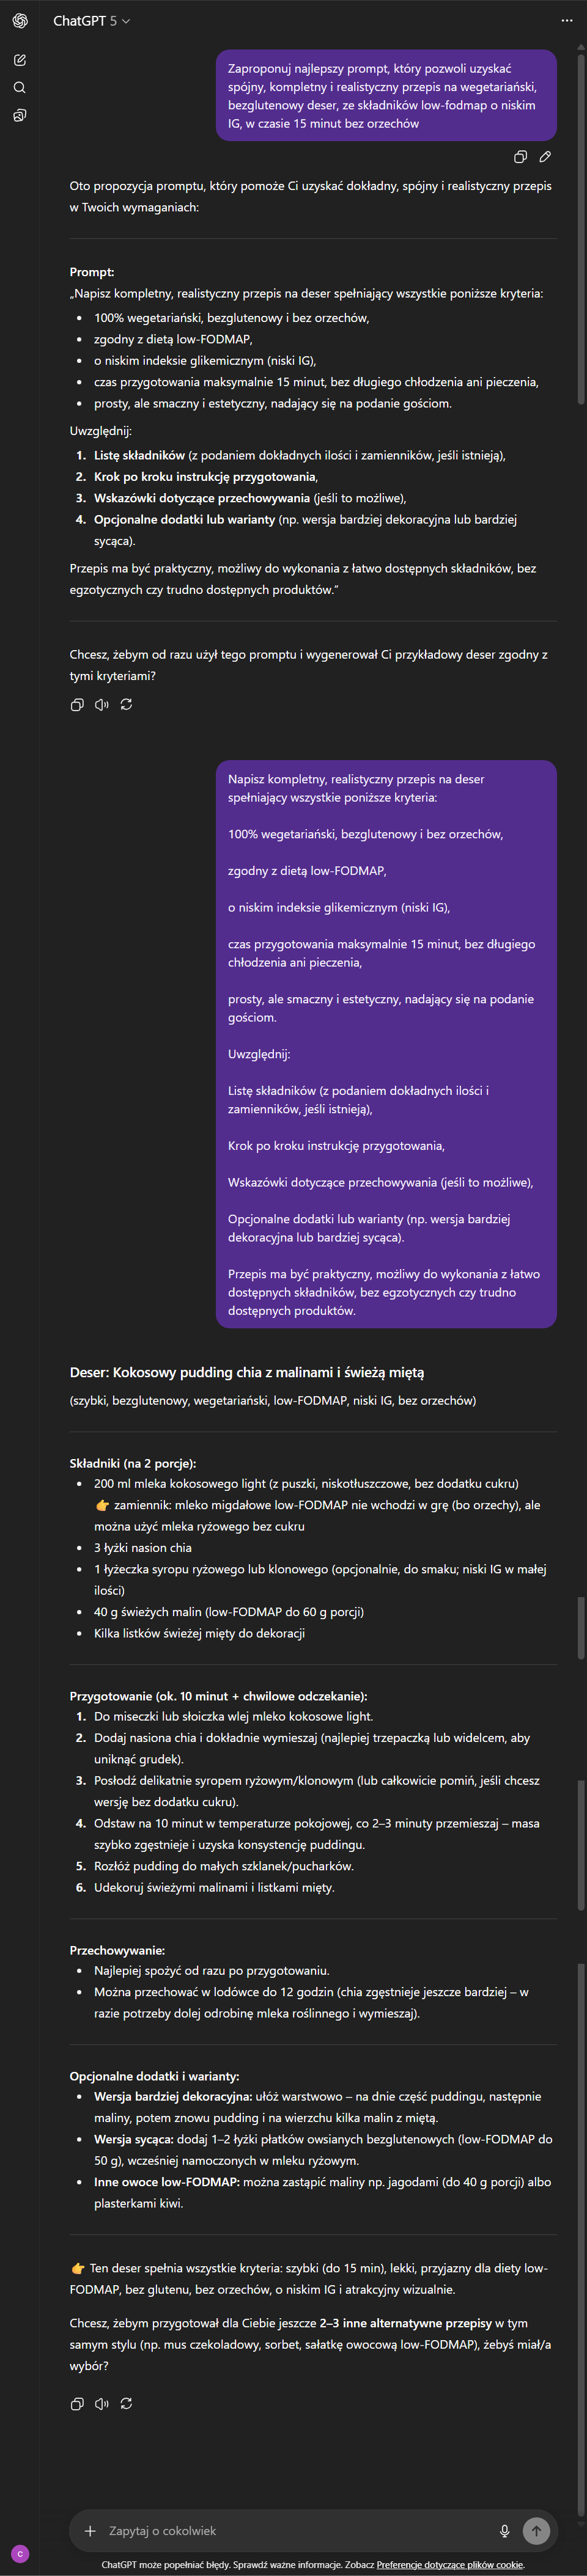 ChatGPT 5
Zaproponuj najlepszy prompt, który pozwoli uzyskać
spójny, kompletny i realistyczny przepis na wegetariański,
bezglutenowy deser, ze składników low-fodmap o niskim
IG, w czasie 15 minut bez orzechów
Oto propozycja promptu, który pomoże Ci uzyskać dokładny, spójny i realistyczny przepis
w Twoich wymaganiach:
Prompt:
„Napisz kompletny, realistyczny przepis na deser spełniający wszystkie poniższe kryteria:
• 100% wegetariański, bezglutenowy i bez orzechów,
• zgodny z dietą low-FODMAP,
• o niskim indeksie glikemicznym (niski IG),
• czas przygotowania maksymalnie 15 minut, bez długiego chłodzenia ani pieczenia,
• prosty, ale smaczny i estetyczny, nadający się na podanie gościom.
Uwzględnij:
1. Listę składników (z podaniem dokładnych ilości i zamienników, jeśli istnieją),
2. Krok po kroku instrukcję przygotowania,
3. Wskazówki dotyczące przechowywania (jeśli to możliwe),
4. Opcjonalne dodatki lub warianty (np. wersja bardziej dekoracyjna lub bardziej
sycąca).
Przepis ma być praktyczny, możliwy do wykonania z łatwo dostępnych składników, bez
egzotycznych czy trudno dostępnych produktów.”
Chcesz, żebym od razu użył tego promptu i wygenerował Ci przykładowy deser zgodny z
tymi kryteriami?
Napisz kompletny, realistyczny przepis na deser
spełniający wszystkie poniższe kryteria:
100% wegetariański, bezglutenowy i bez orzechów,
zgodny z dietą low-FODMAP,
o niskim indeksie glikemicznym (niski IG),
czas przygotowania maksymalnie 15 minut, bez długiego
chłodzenia ani pieczenia,
prosty, ale smaczny i estetyczny, nadający się na podanie
gościom.
Uwzględnij:
Listę składników (z podaniem dokładnych ilości i
zamienników, jeśli istnieją),
Krok po kroku instrukcję przygotowania,
Wskazówki dotyczące przechowywania (jeśli to możliwe),
Opcjonalne dodatki lub warianty (np. wersja bardziej
dekoracyjna lub bardziej sycąca).
Przepis ma być praktyczny, możliwy do wykonania z łatwo
dostępnych składników, bez egzotycznych czy trudno
dostępnych produktów.
Deser: Kokosowy pudding chia z malinami i świeżą miętą
(szybki, bezglutenowy, wegetariański, low-FODMAP, niski IG, bez orzechów)
Składniki (na 2 porcje):
• 200 ml mleka kokosowego light (z puszki, niskotłuszczowe, bez dodatku cukru)
👉 zamiennik: mleko migdałowe low-FODMAP nie wchodzi w grę (bo orzechy), ale
można użyć mleka ryżowego bez cukru
• 3 łyżki nasion chia
• 1 łyżeczka syropu ryżowego lub klonowego (opcjonalnie, do smaku; niski IG w małej
ilości)
• 40 g świeżych malin (low-FODMAP do 60 g porcji)
• Kilka listków świeżej mięty do dekoracji
Przygotowanie (ok. 10 minut + chwilowe odczekanie):
1. Do miseczki lub słoiczka wlej mleko kokosowe light.
2. Dodaj nasiona chia i dokładnie wymieszaj (najlepiej trzepaczką lub widelcem, aby
uniknąć grudek).
3. Posłodź delikatnie syropem ryżowym/klonowym (lub całkowicie pomiń, jeśli chcesz
wersję bez dodatku cukru).
4. Odstaw na 10 minut w temperaturze pokojowej, co 2–3 minuty przemieszaj – masa
szybko zgęstnieje i uzyska konsystencję puddingu.
5. Rozłóż pudding do małych szklanek/pucharków.
6. Udekoruj świeżymi malinami i listkami mięty.
Przechowywanie:
• Najlepiej spożyć od razu po przygotowaniu.
• Można przechować w lodówce do 12 godzin (chia zgęstnieje jeszcze bardziej – w
razie potrzeby dolej odrobinę mleka roślinnego i wymieszaj).
Opcjonalne dodatki i warianty:
• Wersja bardziej dekoracyjna: ułóż warstwowo – na dnie część puddingu, następnie
maliny, potem znowu pudding i na wierzchu kilka malin z miętą.
• Wersja sycąca: dodaj 1–2 łyżki płatków owsianych bezglutenowych (low-FODMAP do
50 g), wcześniej namoczonych w mleku ryżowym.
• Inne owoce low-FODMAP: można zastąpić maliny np. jagodami (do 40 g porcji) albo
plasterkami kiwi.
👉 Ten deser spełnia wszystkie kryteria: szybki (do 15 min), lekki, przyjazny dla diety low-
FODMAP, bez glutenu, bez orzechów, o niskim IG i atrakcyjny wizualnie.
Chcesz, żebym przygotował dla Ciebie jeszcze 2–3 inne alternatywne przepisy w tym
samym stylu (np. mus czekoladowy, sorbet, sałatkę owocową low-FODMAP), żebyś miał/a
wybór?
Zapytaj o cokolwiek
C
ChatGPT może popełniać błędy. Sprawdź ważne informacje. Zobacz Preferencje dotyczące plików cookie.